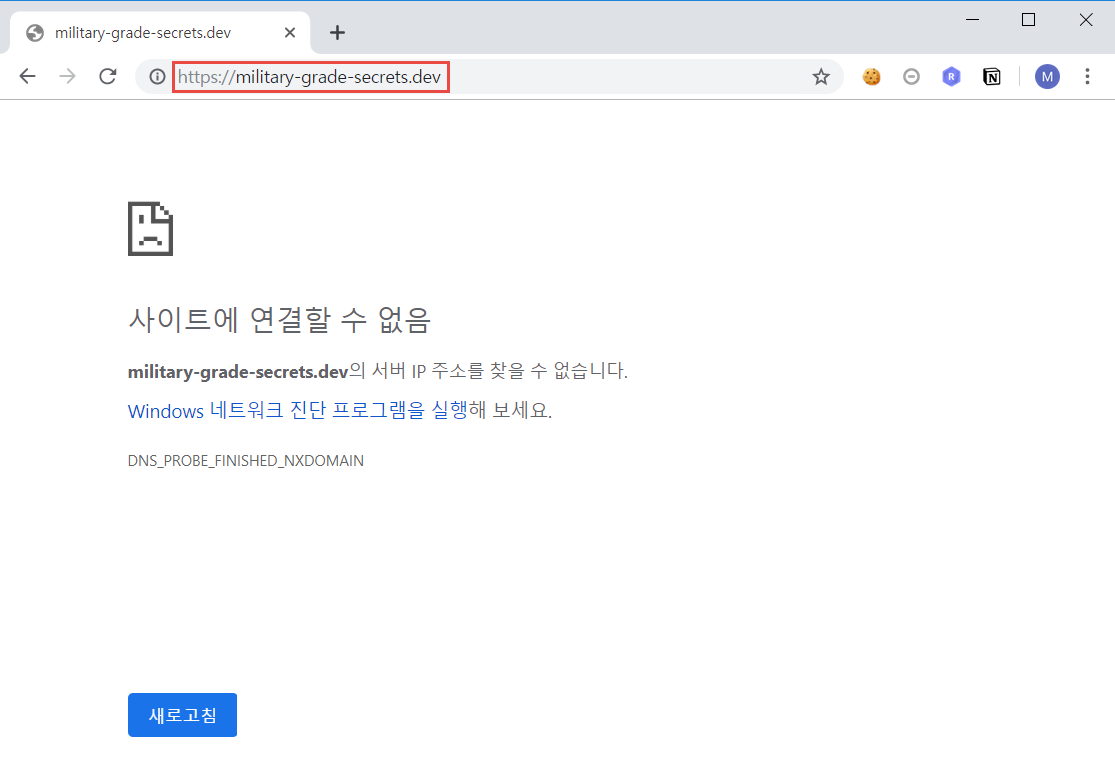 military-grade-secrets.dev
https://military-grade-secrets.dev
R
N
M
사이트에 연결할 수 없음
military-grade-secrets.dev의 서버 IP 주소를 찾을 수 없습니다.
Windows 네트워크 진단 프로그램을 실행해 보세요.
DNS_PROBE_FINISHED_NXDOMAIN
새로고침